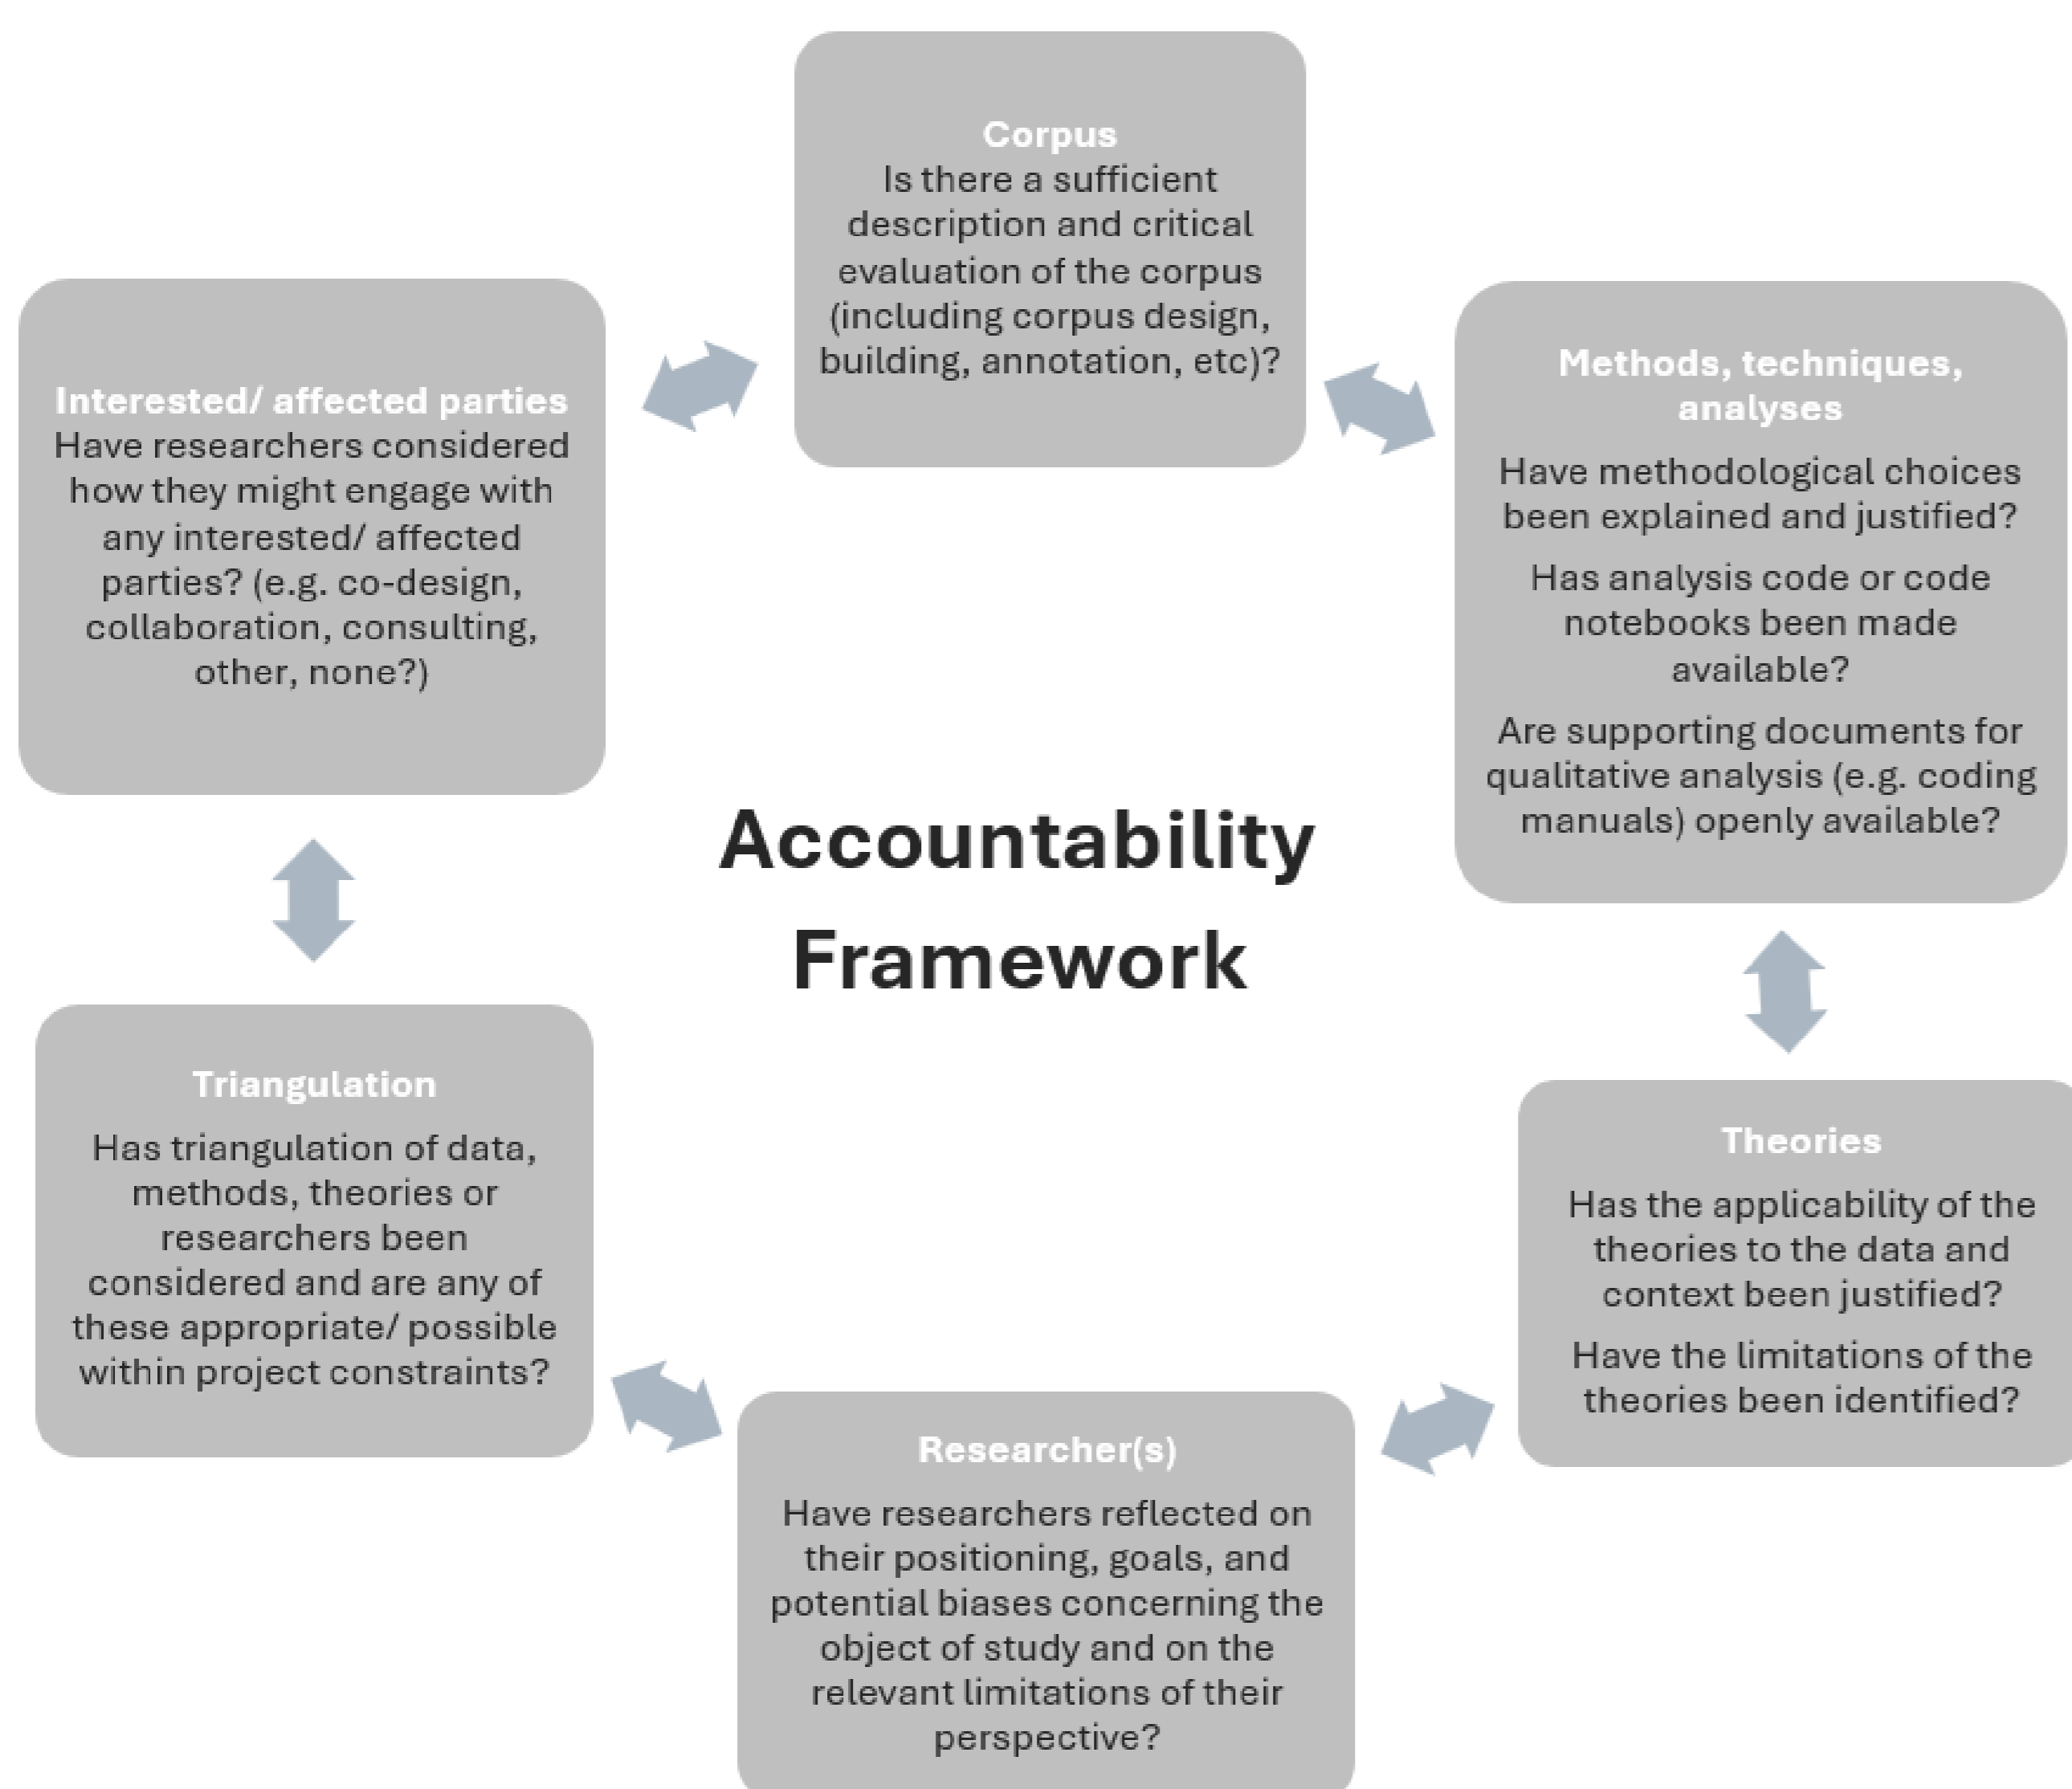 Corpus
Is there a sufficient
description and critical
evaluation of the corpus
(including corpus design,
building, annotation, etc)?
Methods, techniques,
analyses
Have methodological choices
been explained and justified?
Has analysis code or code
notebooks been made
available?
Are supporting documents for
qualitative analysis (e.g. coding
manuals) openly available?
Theories
Has the applicability of the
theories to the data and
context been justified?
Have the limitations of the
theories been identified?
Researcher(s)
Have researchers reflected on
their positioning, goals, and
potential biases concerning the
object of study and on the
relevant limitations of their
perspective?
Triangulation
Has triangulation of data,
methods, theories or
researchers been
considered and are any of
these appropriate/ possible
within project constraints?
Interested/ affected parties
Have researchers considered
how they might engage with
any interested/ affected
parties? (e.g. co-design,
collaboration, consulting,
other, none?)
Accountability
Framework